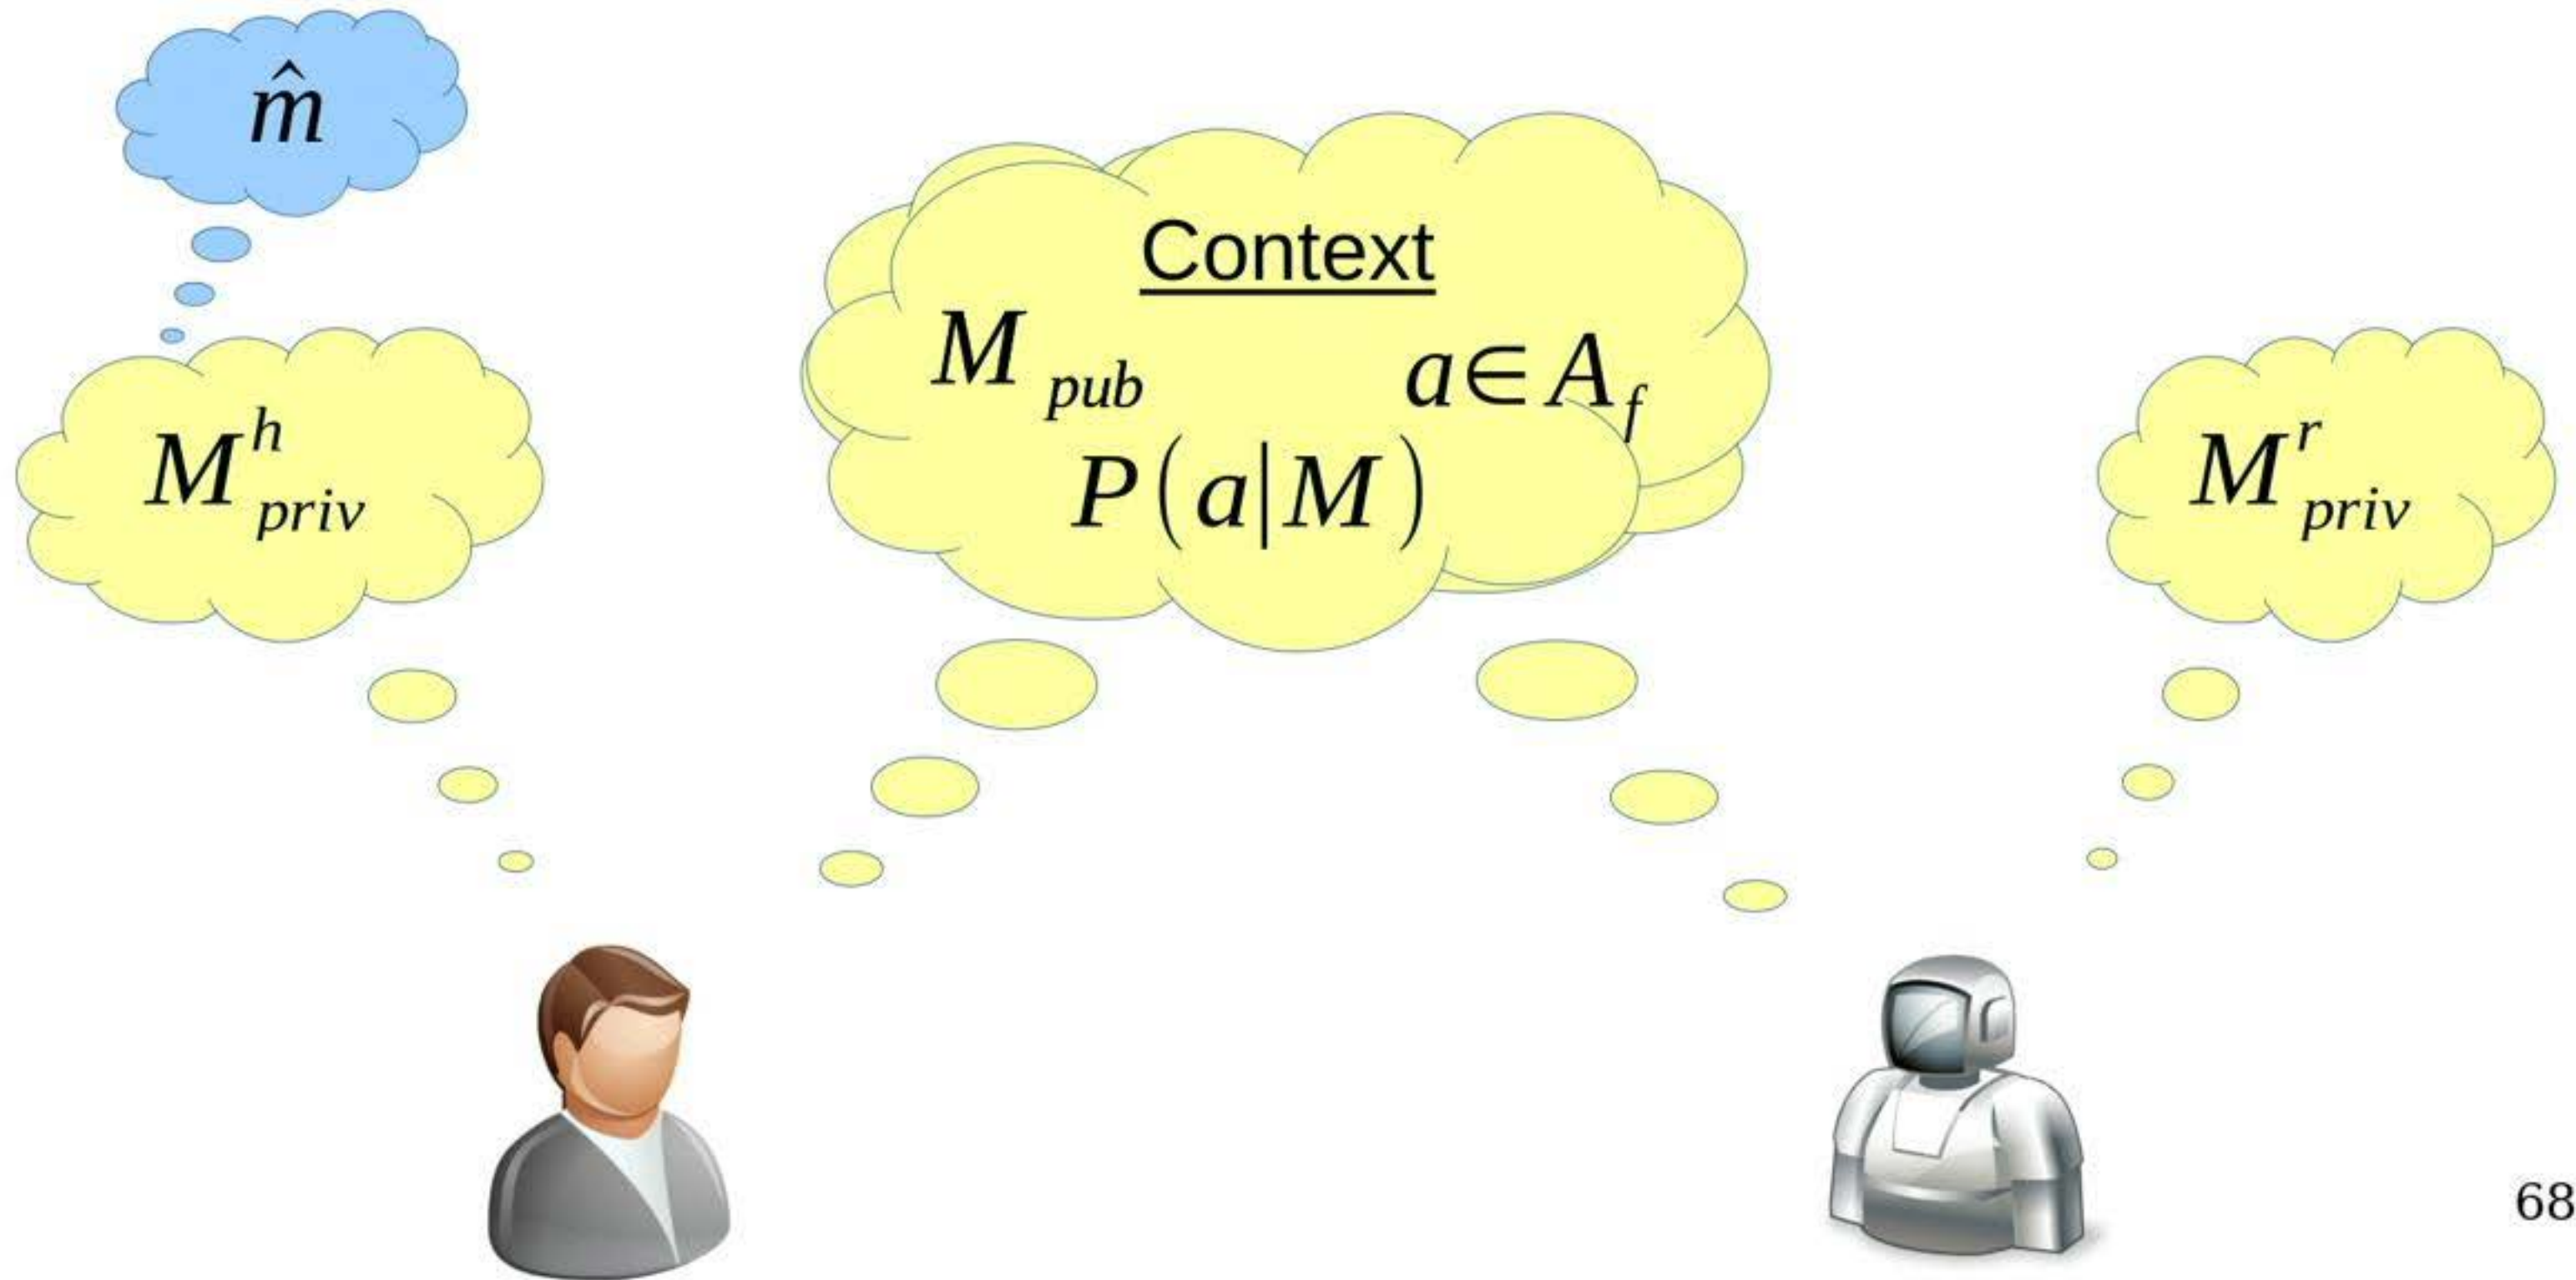 m̂
M^h_priv
Context
M_pub a∈A_f
P(a|M)
M^r_priv
68